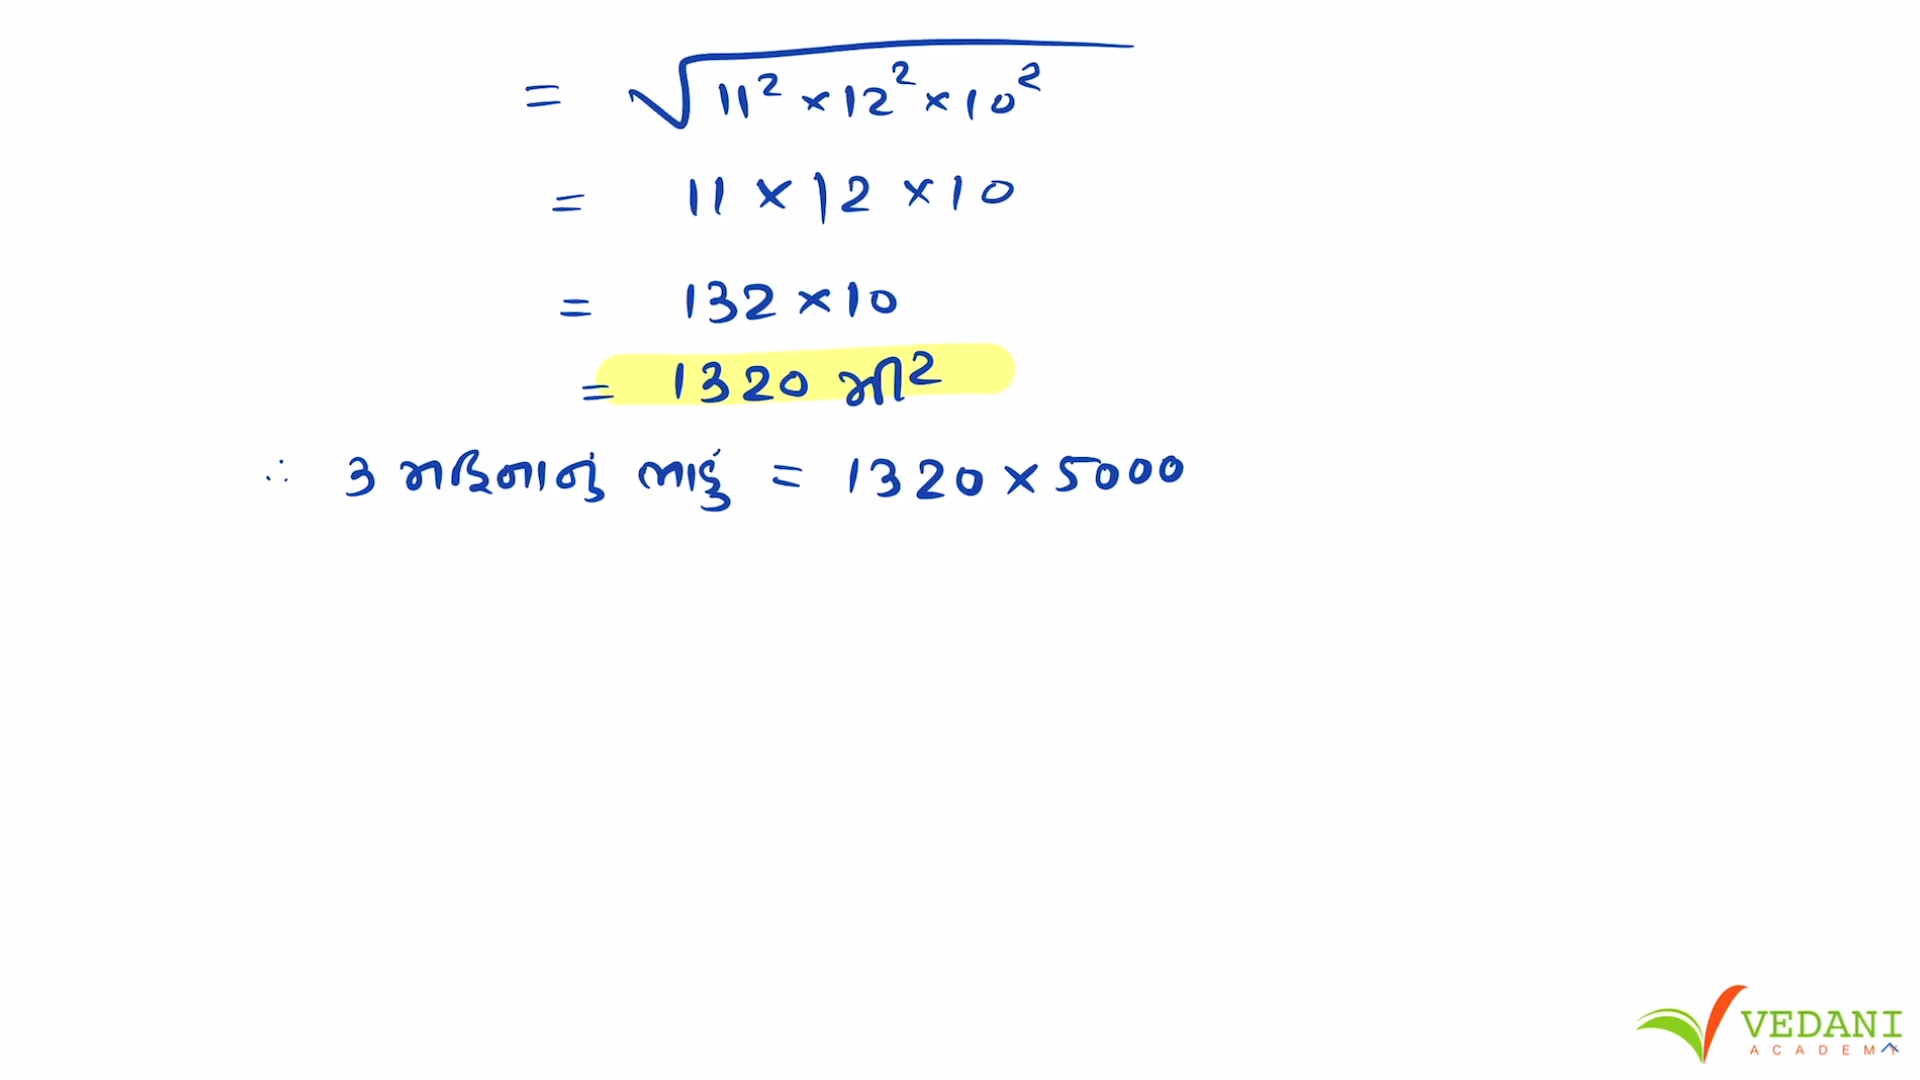 = √11² × 12² × 10²
= 11 × 12 × 10
= 132 × 10
= 1320 મી²
∴ 3 મહિનાનું ભાડું = 1320 × 5000
VEDANI
ACADEMY